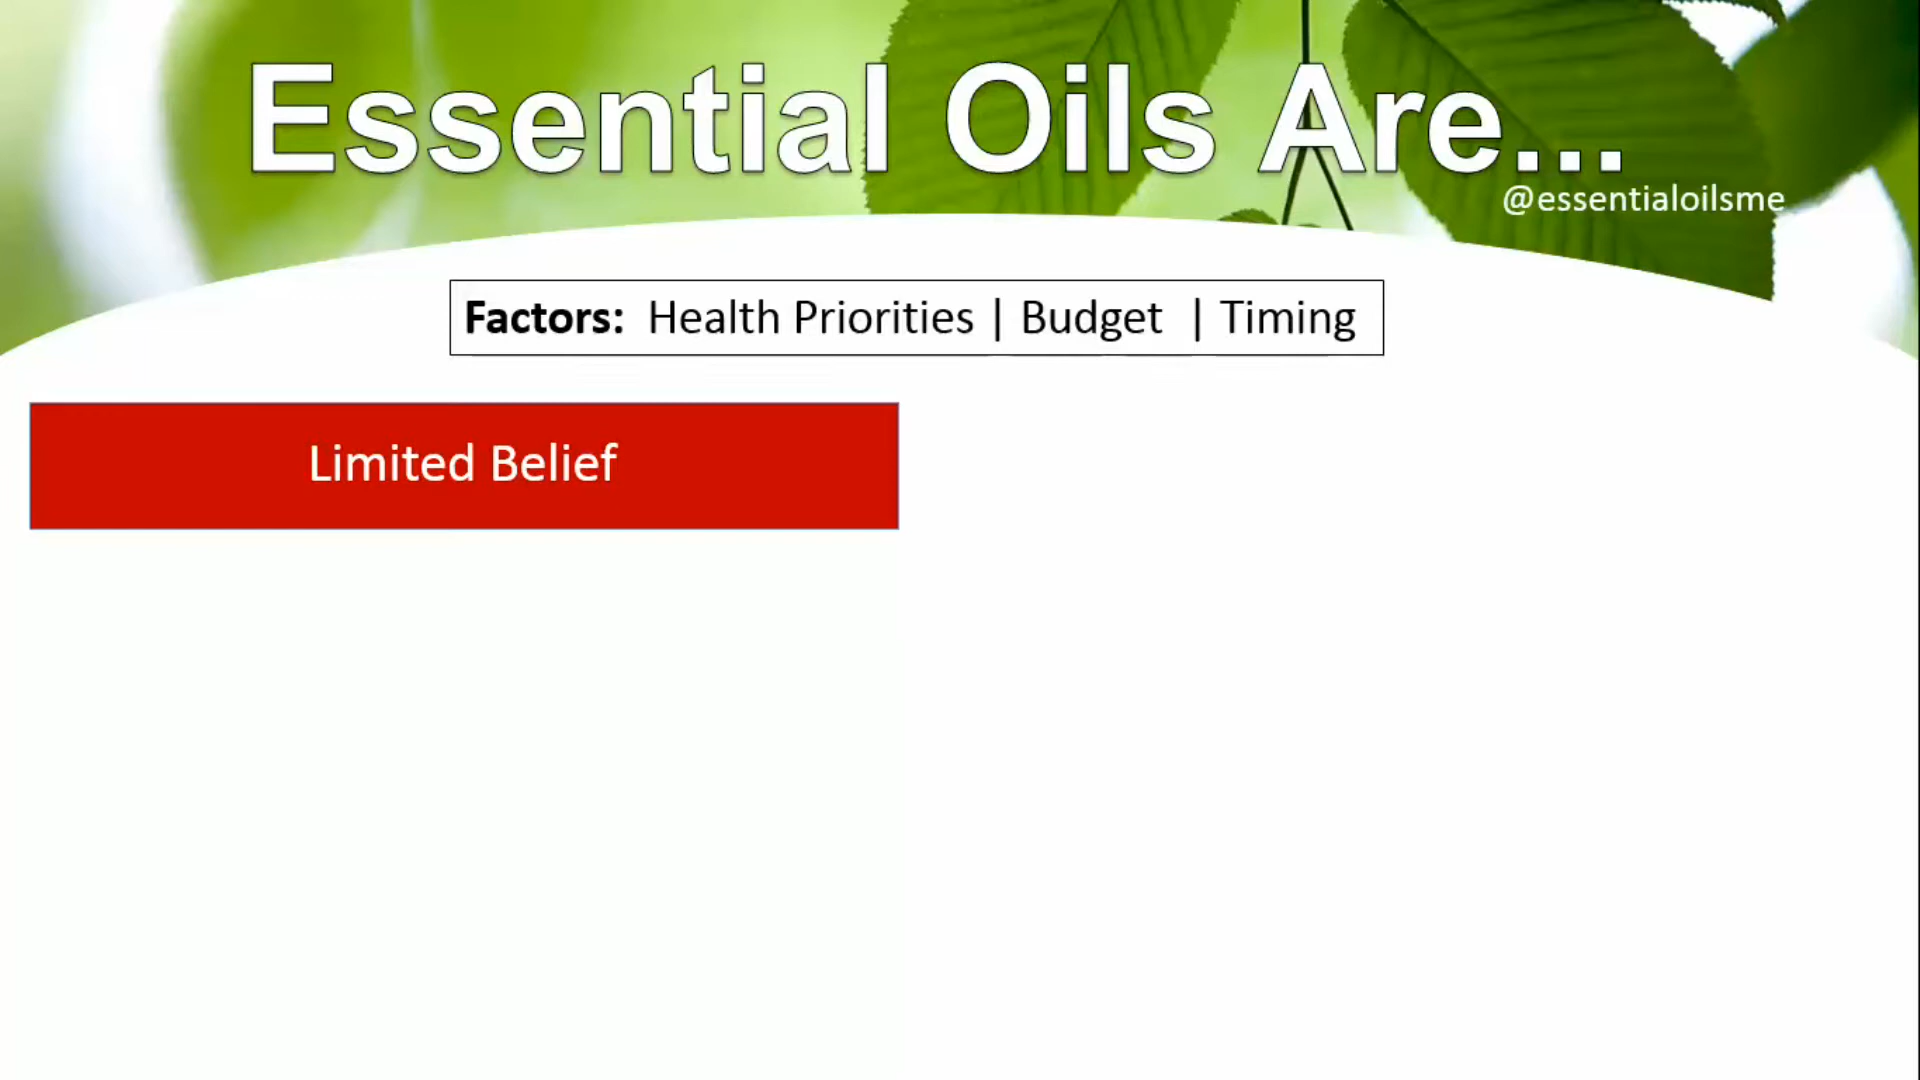 Essential Oils Are...
@essentialoilsme
Factors: Health Priorities | Budget | Timing
Limited Belief